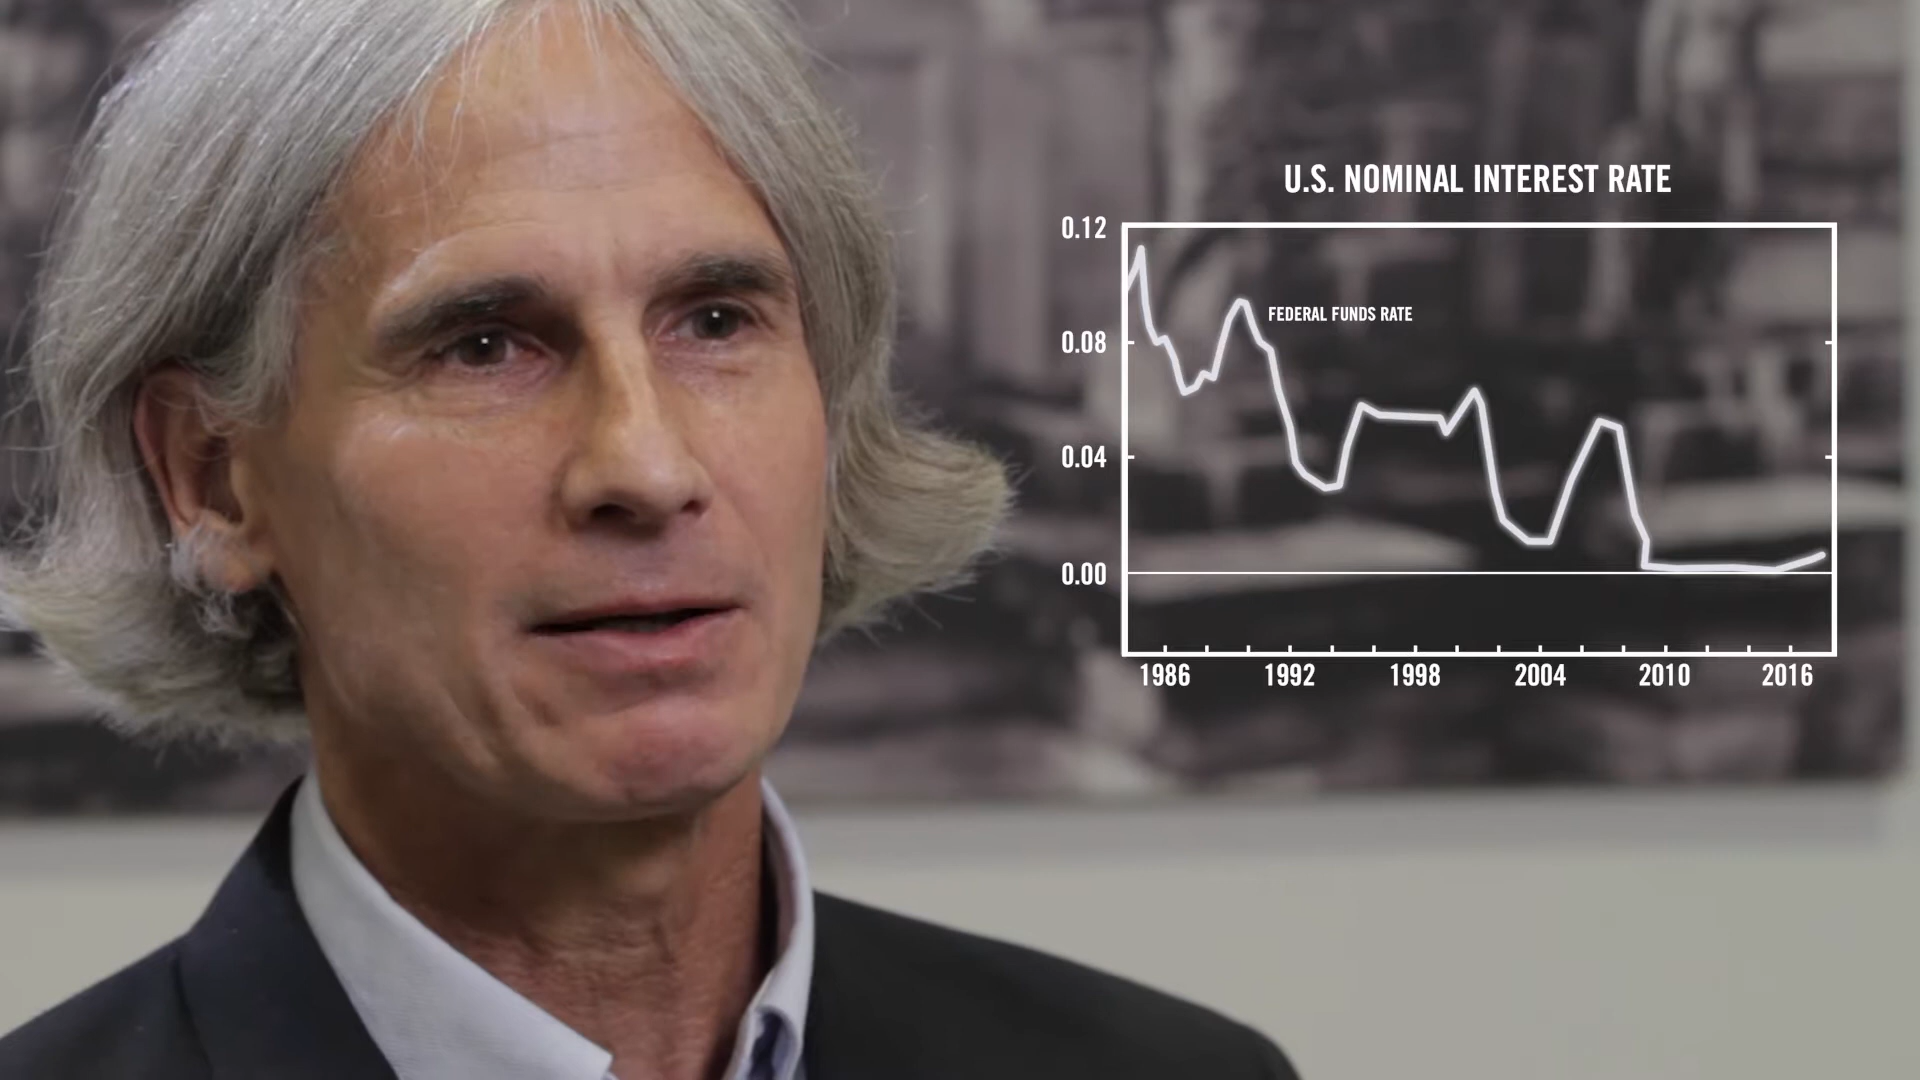 U.S. NOMINAL INTEREST RATE
0.12
FEDERAL FUNDS RATE
0.08
0.04
0.00
1986 1992 1998 2004 2010 2016